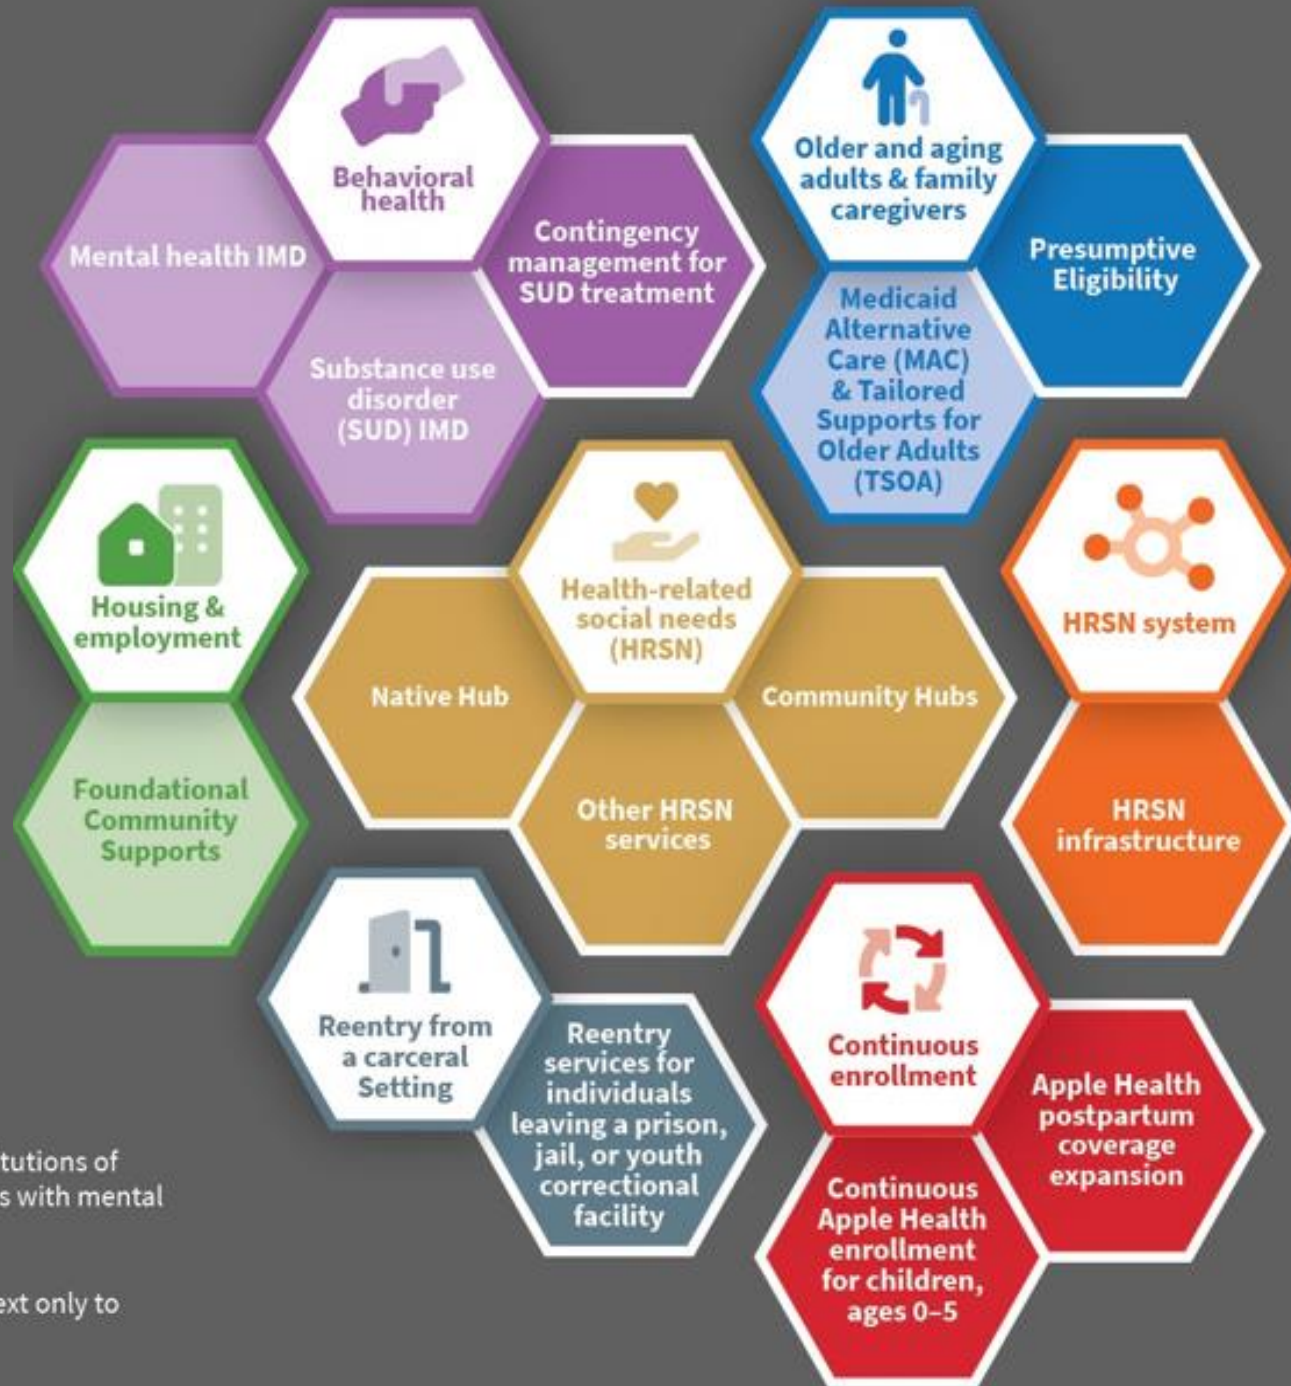 Behavioral
health
Mental health IMD
Contingency
management for
SUD treatment
Substance use
disorder
(SUD) IMD
Older and aging
adults & family
caregivers
Presumptive
Eligibility
Medicaid
Alternative
Care (MAC)
& Tailored
Supports for
Older Adults
(TSOA)
Housing &
employment
Foundational
Community
Supports
Health-related
social needs
(HRSN)
Native Hub
Community Hubs
Other HRSN
services
HRSN system
HRSN
infrastructure
Reentry from
a carceral
Setting
Reentry
services for
individuals
leaving a prison,
jail, or youth
correctional
facility
Continuous
enrollment
Apple Health
postpartum
coverage
expansion
Continuous
Apple Health
enrollment
for children,
ages 0–5
of
with mental
only to